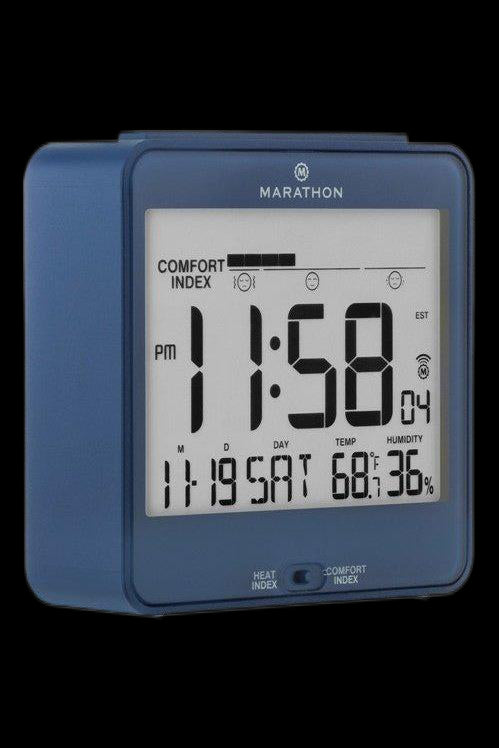 MARATHON
COMFORT
INDEX
EST
PM 11:58 04
M D DAY TEMP HUMIDITY
11-19 SAT 68.7°F 36%
HEAT INDEX COMFORT INDEX